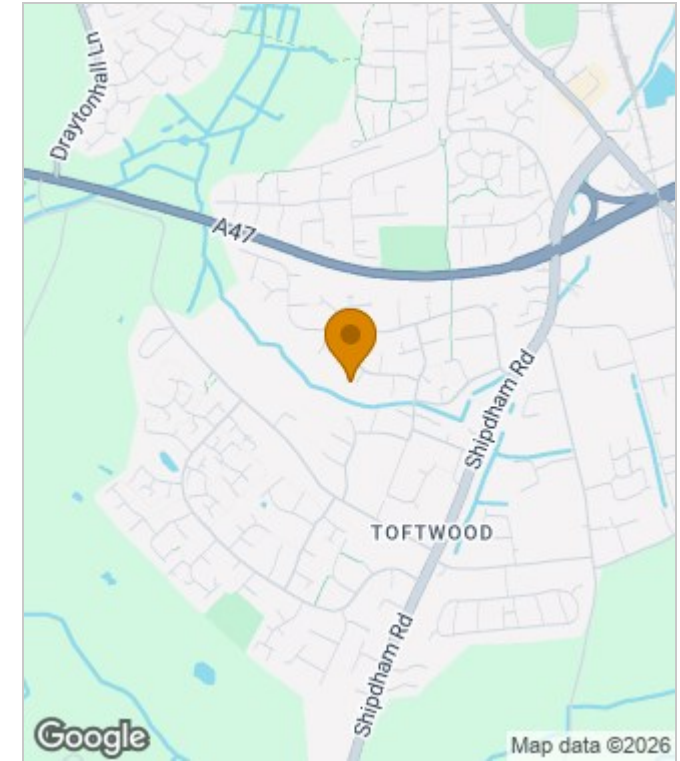 Draytonhall Ln
A47
Shipdham Rd
TOFTWOOD
Shipdham Rd
Google
Map data ©2026